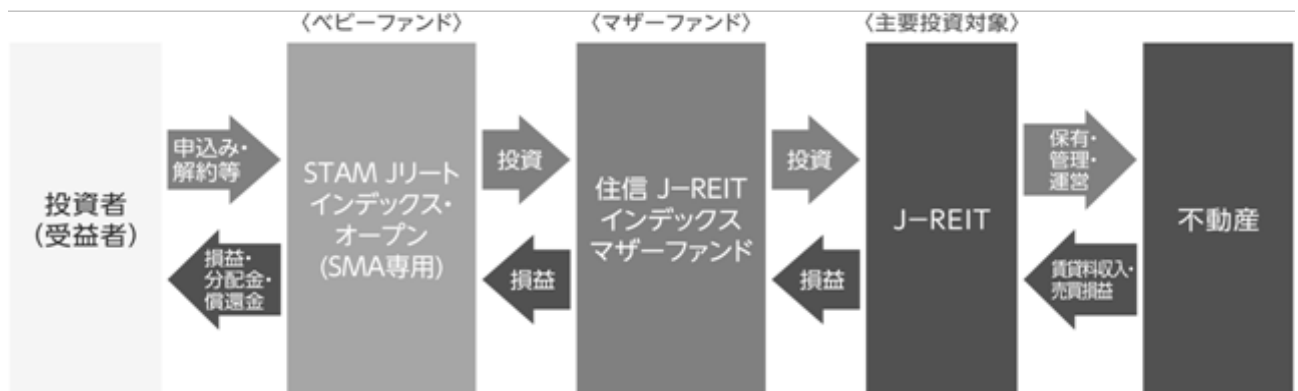 〈ベビーファンド〉
〈マザーファンド〉
〈主要投資対象〉
投資者
（受益者）
申込み・
解約等
損益・
分配金・
償還金
STAM Jリート
インデックス・
オープン
(SMA専用)
投資
損益
住信 J−REIT
インデックス
マザーファンド
投資
損益
J−REIT
保有・
管理・
運営
賃貸料収入・
売買損益
不動産